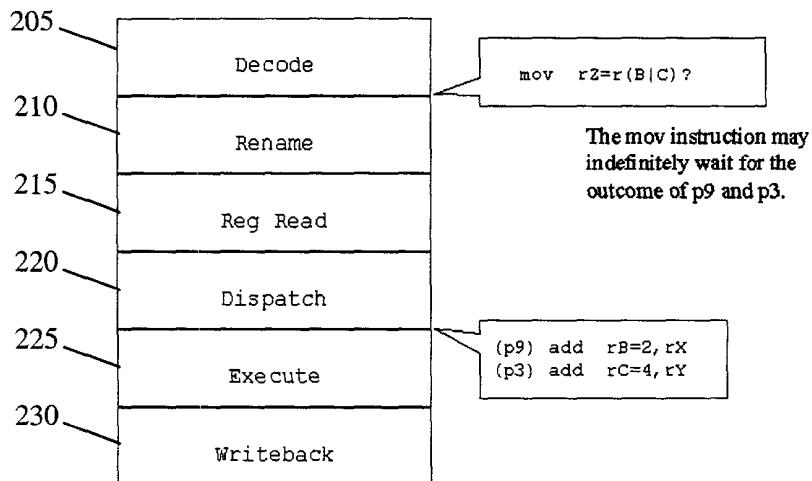 205
Decode
mov rZ=r(B|C)?
210
Rename
The mov instruction may
indefinitely wait for the
outcome of p9 and p3.
215
Reg Read
220
Dispatch
(p9) add rB=2,rX
(p3) add rC=4,rY
225
Execute
230
Writeback